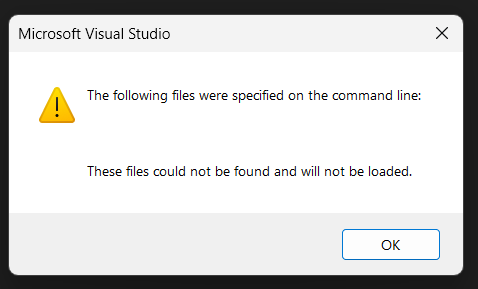 Microsoft Visual Studio
The following files were specified on the command line:
These files could not be found and will not be loaded.
OK